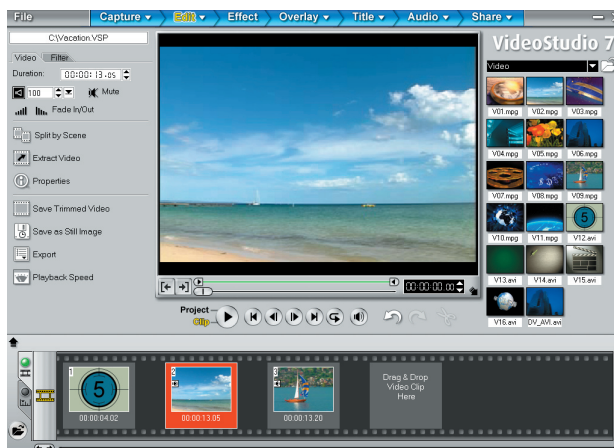 File Capture Edit Effect Overlay Title Audio Share
C:\Vacation.VSP
VideoStudio 7
Video Filter
Video
Duration: 00:00:13.05
100 Mute
Fade In/Out
Split by Scene
Extract Video
Properties
Save Trimmed Video
Save as Still Image
Export
Playback Speed
V01.mpg V02.mpg V03.mpg
V04.mpg V05.mpg V06.mpg
V07.mpg V08.mpg V09.mpg
5
V10.mpg V11.mpg V12.avi
V13.avi V14.avi V15.avi
V16.avi DV_AVI.avi
00:00:00.00
Project
Clip
1 2 3
5
Drag & Drop
Video Clip
Here
00:00:04.02 00:00:13.05 00:00:13.20